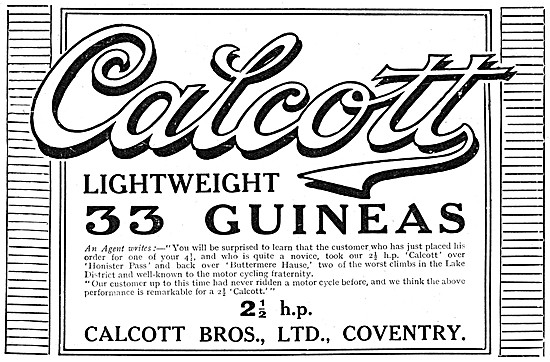 Calcott
LIGHTWEIGHT
33 GUINEAS
An Agent writes:—"You will be surprised to learn that the customer who has just placed his
order for one of your 4¼, and who is quite a novice, took our 2½ h.p. 'Calcott' over
'Honister Pass' and back over 'Buttermere Hause,' two of the worst climbs in the Lake
District and well-known to the motor cycling fraternity.
"Our customer up to this time had never ridden a motor cycle before, and we think the above
performance is remarkable for a 2½ 'Calcott.'"
2½ h.p.
CALCOTT BROS., LTD., COVENTRY.